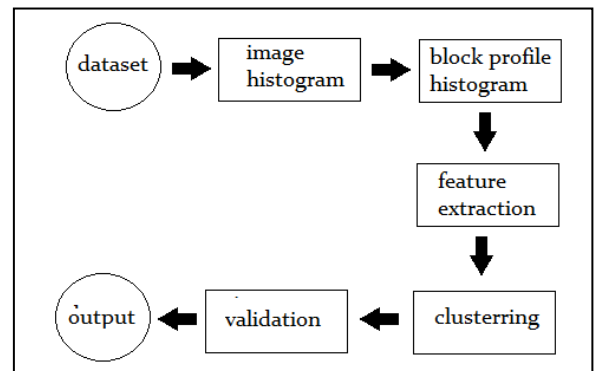 dataset
image
histogram
block profile
histogram
feature
extraction
clusterring
validation
output